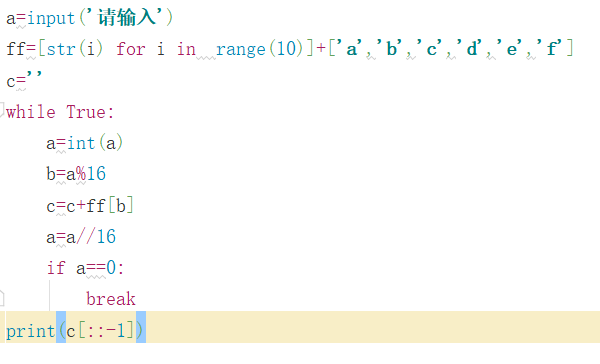 a=input('请输入')
ff=[str(i) for i in  range(10)]+['a','b','c','d','e','f']
c=''
while True:
    a=int(a)
    b=a%16
    c=c+ff[b]
    a=a//16
    if a==0:
        break
print(c[::-1])